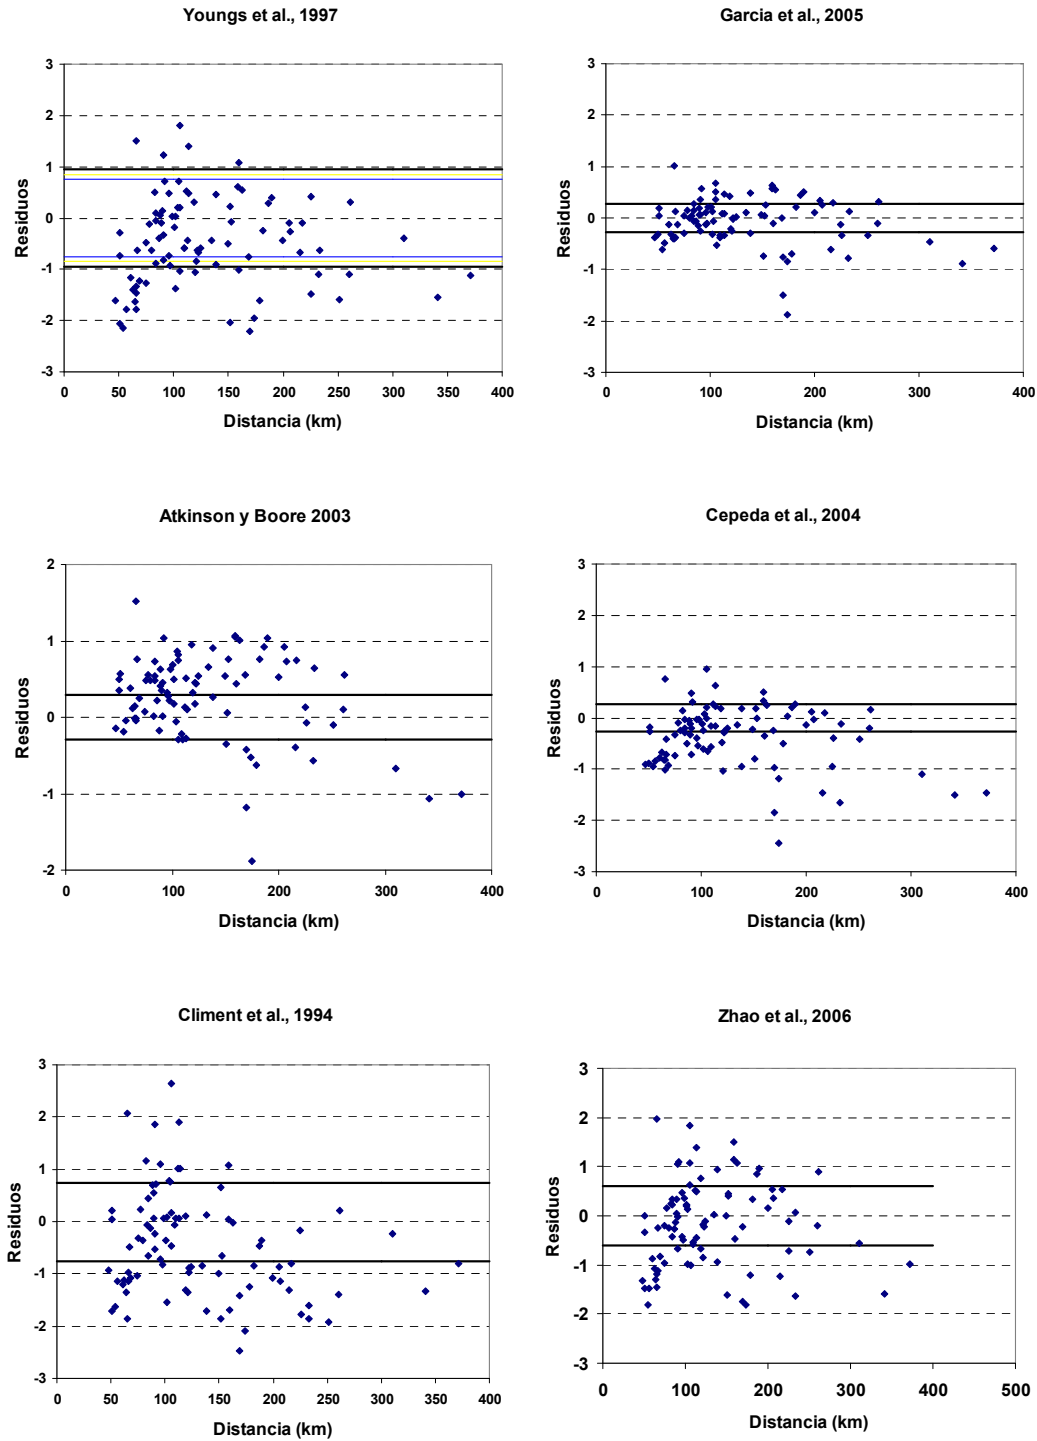 Youngs et al., 1997
3
2
1
0
-1
-2
-3
Residuos
0 50 100 150 200 250 300 350 400
Distancia (km)
Garcia et al., 2005
3
2
1
0
-1
-2
-3
Residuos
0 100 200 300 400
Distancia (km)
Atkinson y Boore 2003
2
1
0
-1
-2
Residuos
0 100 200 300 400
Distancia (km)
Cepeda et al., 2004
3
2
1
0
-1
-2
-3
Residuos
0 100 200 300 400
Distancia (km)
Climent et al., 1994
3
2
1
0
-1
-2
-3
Residuos
0 50 100 150 200 250 300 350 400
Distancia (km)
Zhao et al., 2006
3
2
1
0
-1
-2
-3
Residuos
0 100 200 300 400 500
Distancia (km)